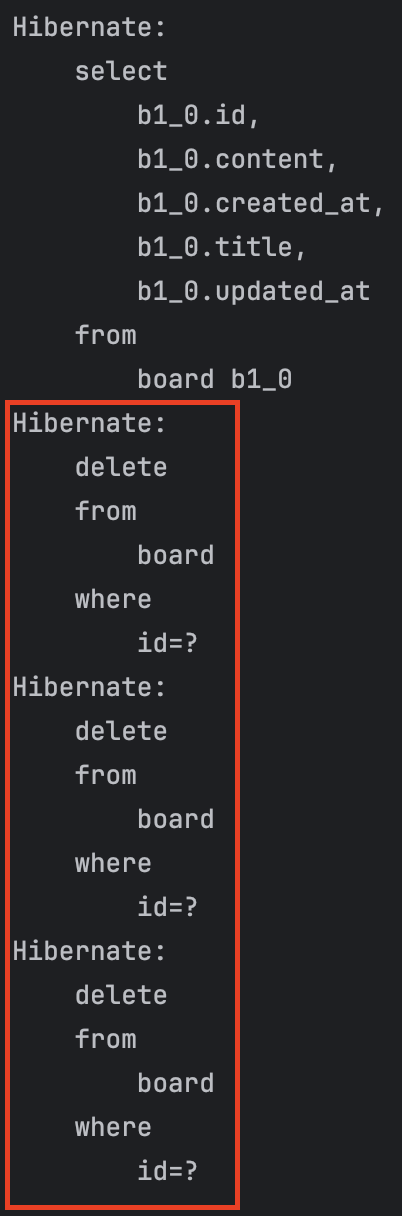 Hibernate:
    select
        b1_0.id,
        b1_0.content,
        b1_0.created_at,
        b1_0.title,
        b1_0.updated_at
    from
        board b1_0
Hibernate:
    delete
    from
        board
    where
        id=?
Hibernate:
    delete
    from
        board
    where
        id=?
Hibernate:
    delete
    from
        board
    where
        id=?